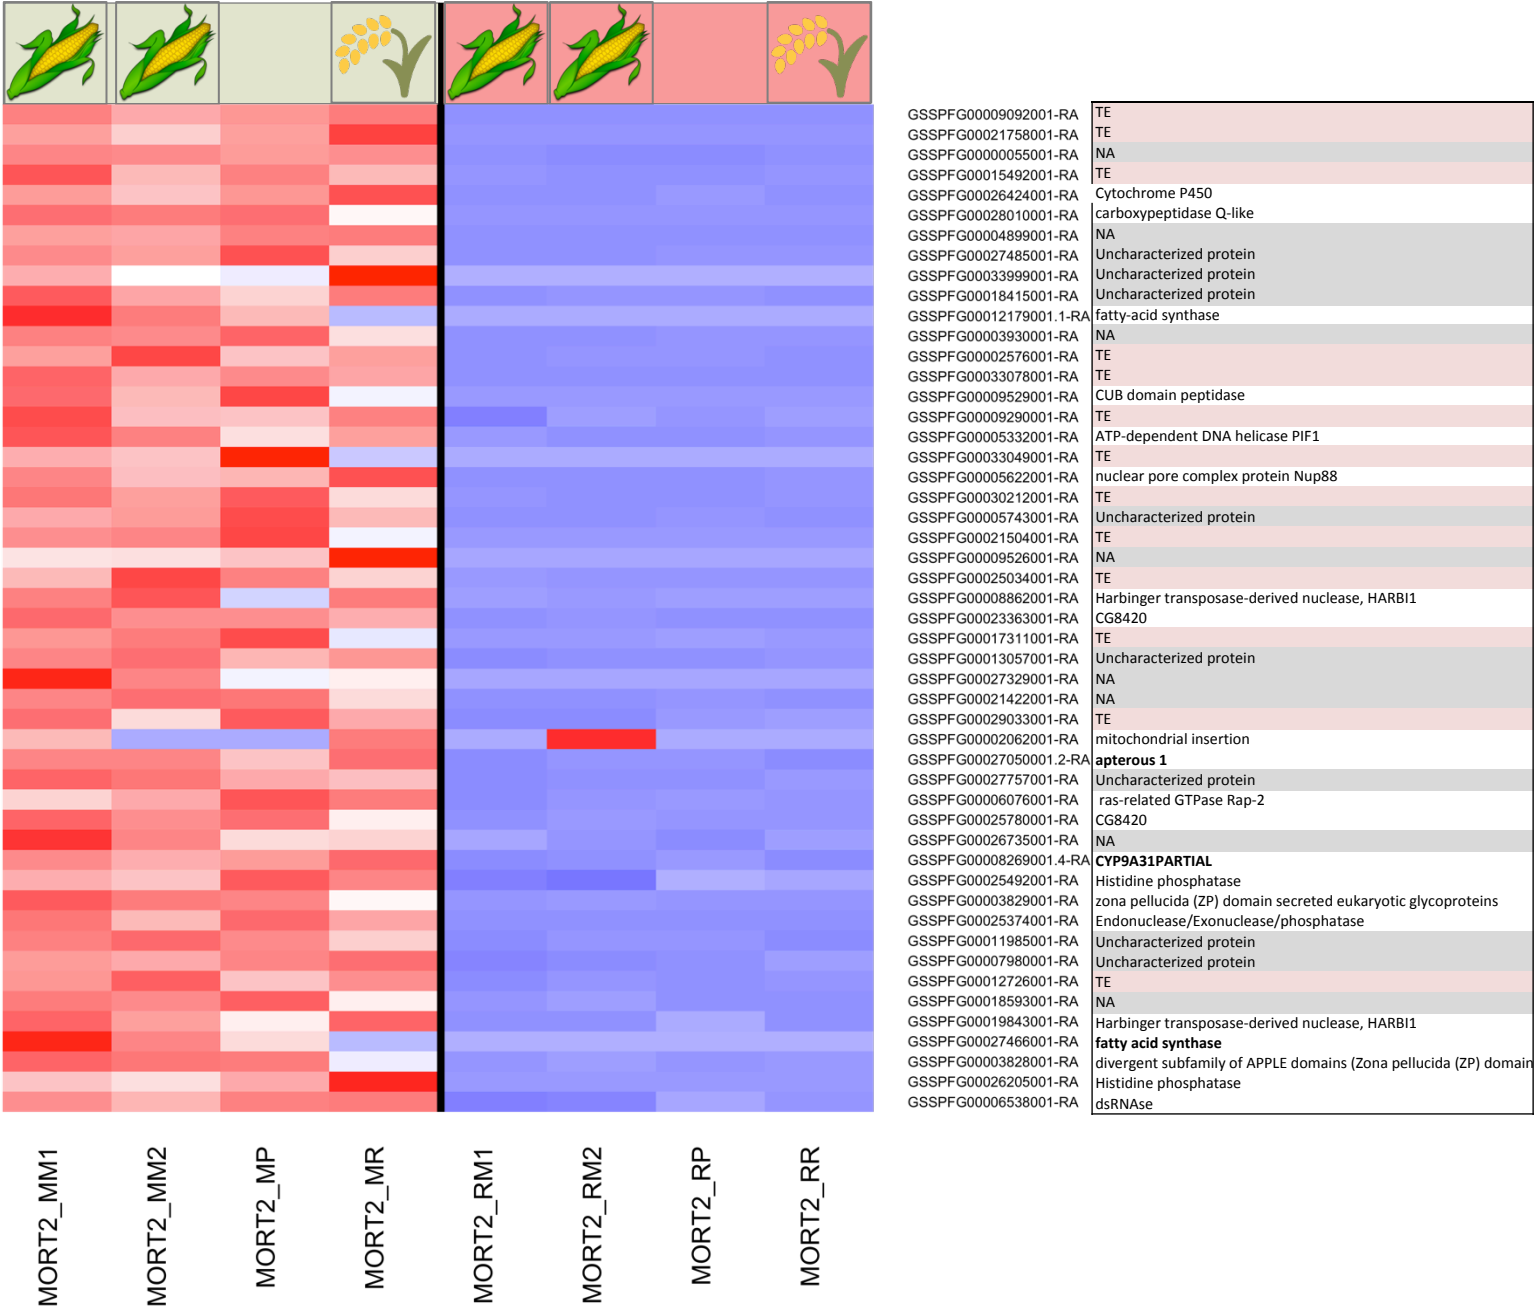 GSSPFG00009092001-RA TE
GSSPFG00021758001-RA TE
GSSPFG00000055001-RA NA
GSSPFG00015492001-RA TE
GSSPFG00026424001-RA Cytochrome P450
GSSPFG00028010001-RA carboxypeptidase Q-like
GSSPFG00004899001-RA NA
GSSPFG00027485001-RA Uncharacterized protein
GSSPFG00033999001-RA Uncharacterized protein
GSSPFG00018415001-RA Uncharacterized protein
GSSPFG00012179001.1-RA fatty-acid synthase
GSSPFG00003930001-RA NA
GSSPFG00002576001-RA TE
GSSPFG00033078001-RA TE
GSSPFG00009529001-RA CUB domain peptidase
GSSPFG00009290001-RA TE
GSSPFG00005332001-RA ATP-dependent DNA helicase PIF1
GSSPFG00033049001-RA TE
GSSPFG00005622001-RA nuclear pore complex protein Nup88
GSSPFG00030212001-RA TE
GSSPFG00005743001-RA Uncharacterized protein
GSSPFG00021504001-RA TE
GSSPFG00009526001-RA NA
GSSPFG00025034001-RA TE
GSSPFG00008862001-RA Harbinger transposase-derived nuclease, HARBI1
GSSPFG00023363001-RA CG8420
GSSPFG00017311001-RA TE
GSSPFG00013057001-RA Uncharacterized protein
GSSPFG00027329001-RA NA
GSSPFG00021422001-RA NA
GSSPFG00029033001-RA TE
GSSPFG00002062001-RA mitochondrial insertion
GSSPFG00027050001.2-RA apterous 1
GSSPFG00027757001-RA Uncharacterized protein
GSSPFG00006076001-RA ras-related GTPase Rap-2
GSSPFG00025780001-RA CG8420
GSSPFG00026735001-RA NA
GSSPFG00008269001.4-RA CYP9A31PARTIAL
GSSPFG00025492001-RA Histidine phosphatase
GSSPFG00003829001-RA zona pellucida (ZP) domain secreted eukaryotic glycoproteins
GSSPFG00025374001-RA Endonuclease/Exonuclease/phosphatase
GSSPFG00011985001-RA Uncharacterized protein
GSSPFG00007980001-RA Uncharacterized protein
GSSPFG00012726001-RA TE
GSSPFG00018593001-RA NA
GSSPFG00019843001-RA Harbinger transposase-derived nuclease, HARBI1
GSSPFG00027466001-RA fatty acid synthase
GSSPFG00003828001-RA divergent subfamily of APPLE domains (Zona pellucida (ZP) domain
GSSPFG00026205001-RA Histidine phosphatase
GSSPFG00006538001-RA dsRNAse
MORT2_MM1
MORT2_MM2
MORT2_MP
MORT2_MR
MORT2_RM1
MORT2_RM2
MORT2_RP
MORT2_RR